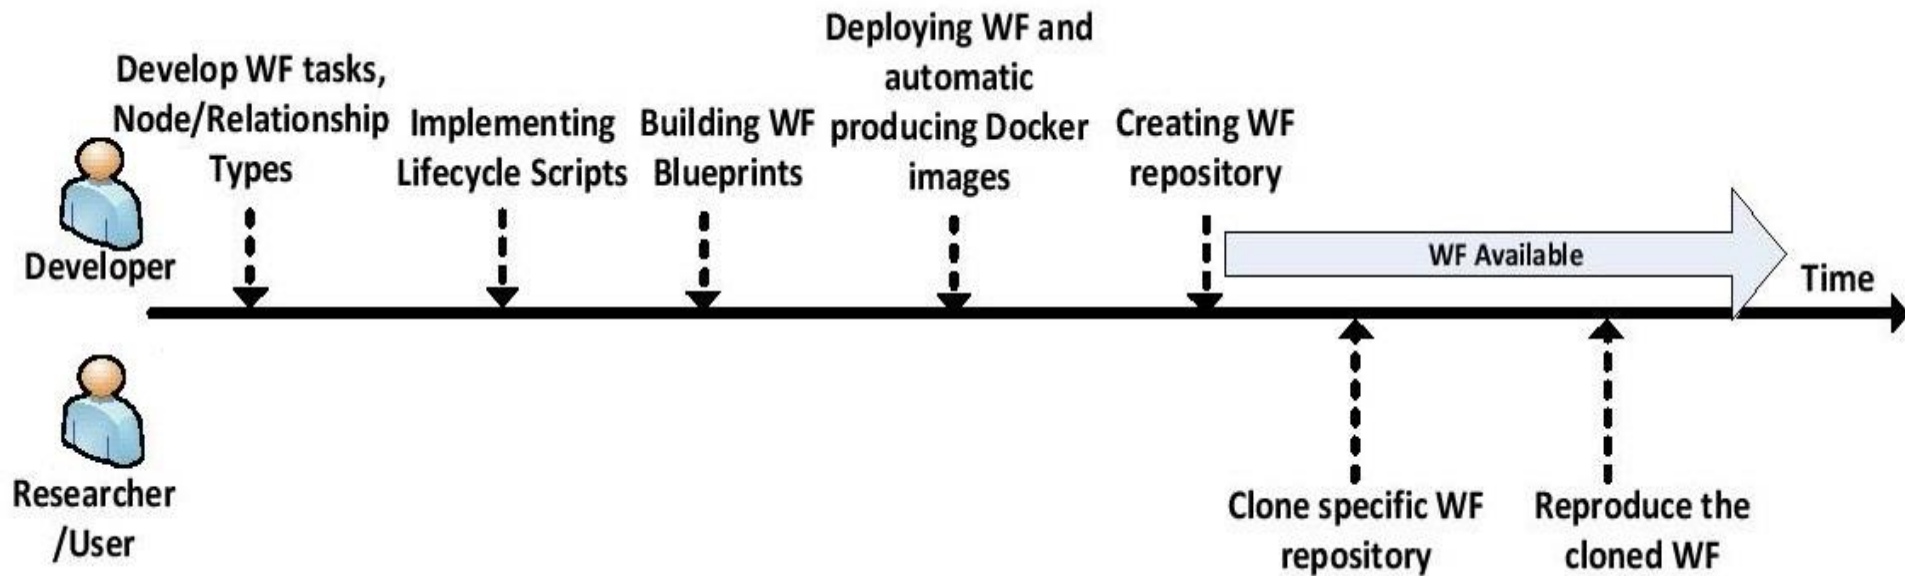 Develop WF tasks,
Node/Relationship
Types
Implementing
Lifecycle Scripts
Building WF
Blueprints
Deploying WF and
automatic
producing Docker
images
Creating WF
repository
Developer
WF Available
Time
Researcher
/User
Clone specific WF
repository
Reproduce the
cloned WF